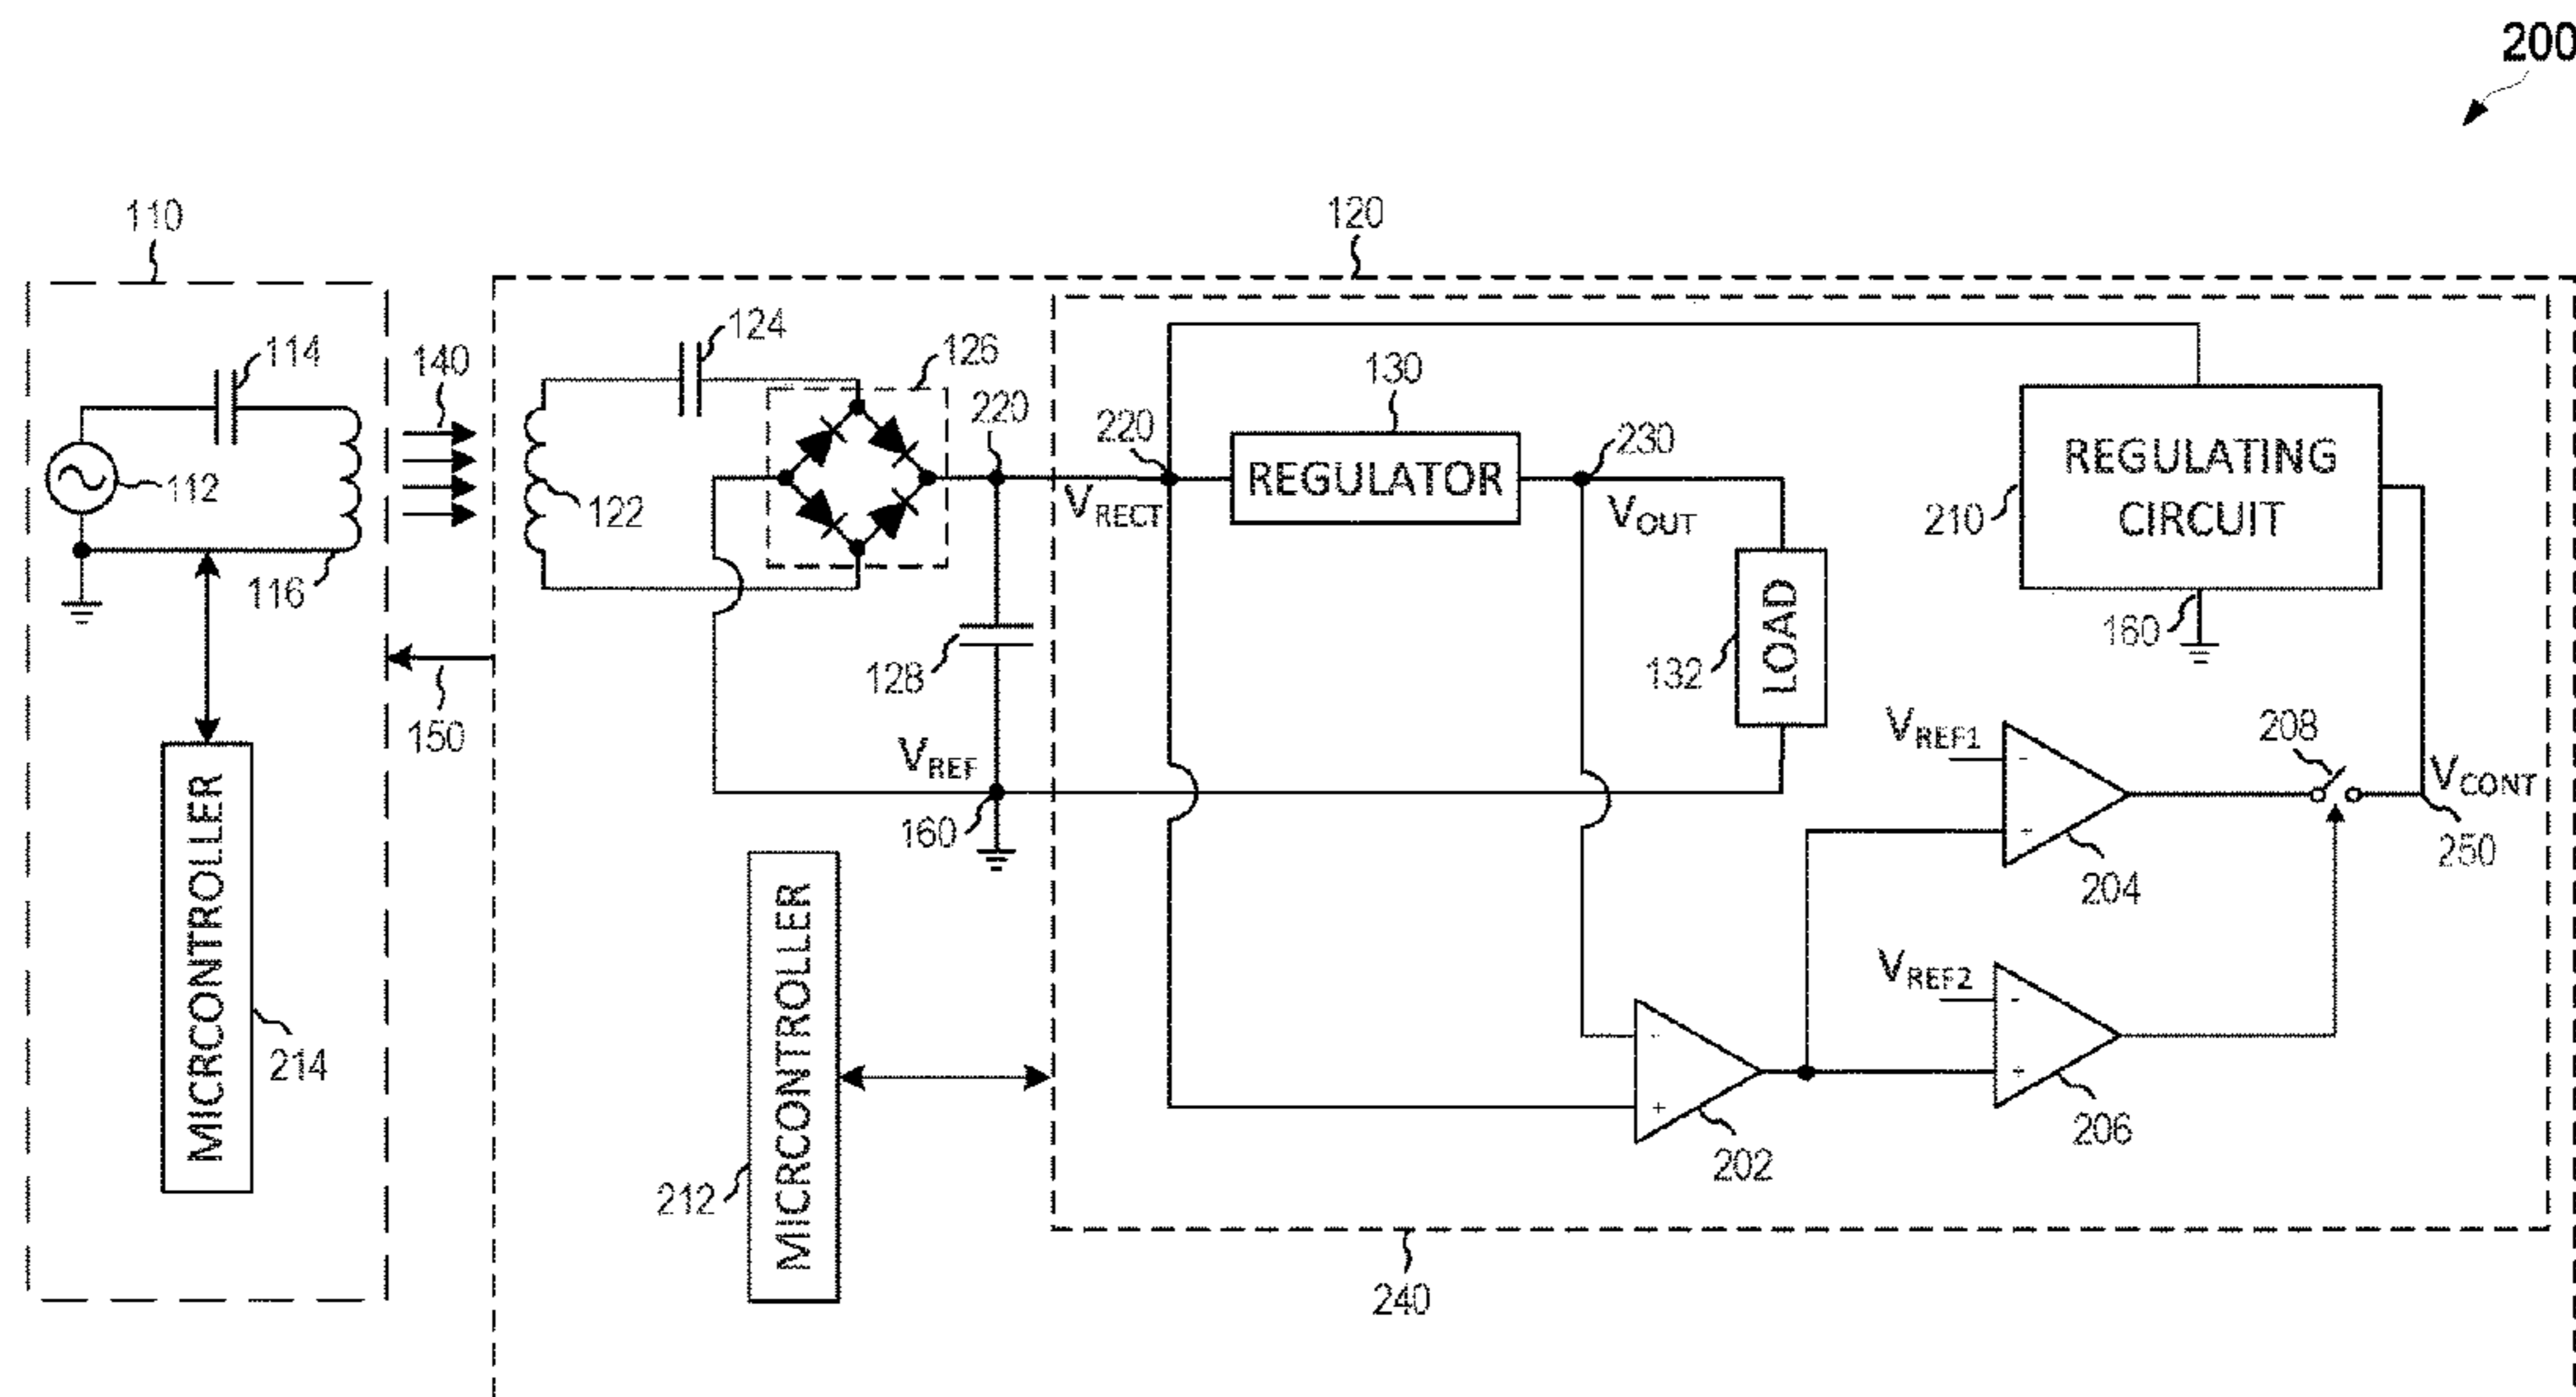 200
110
120
114
140
124
126
220
220
130
REGULATOR
230
REGULATING
CIRCUIT
210
112
122
VRECT
VOUT
116
128
132
LOAD
160
150
VREF
160
VREF1
208
VCONT
250
204
MICRCONTROLLER
214
MICRCONTROLLER
212
VREF2
206
202
240
-
+
-
+
-
+